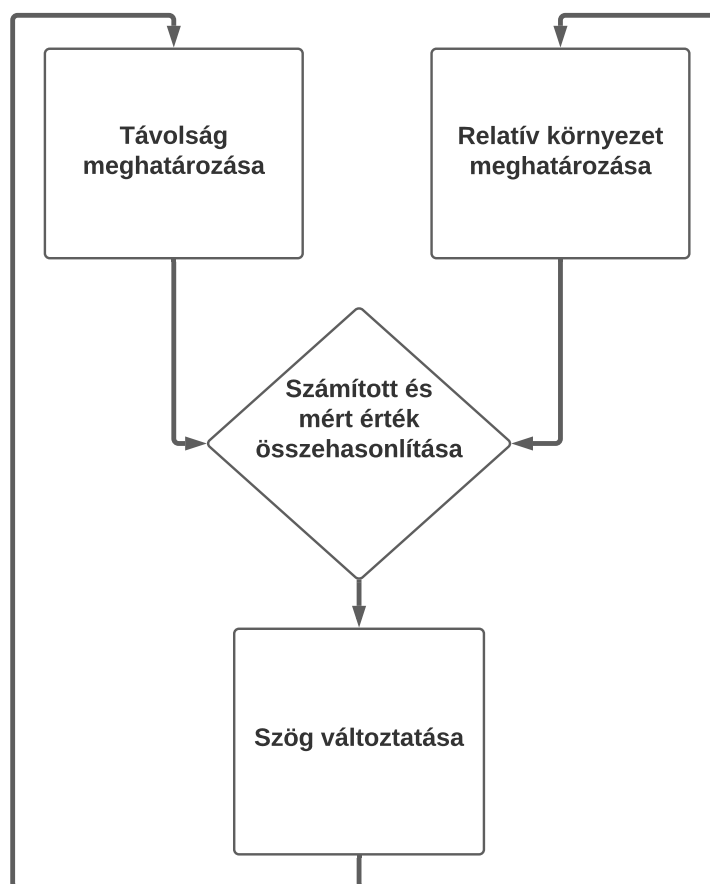 Távolság
meghatározása
Relatív környezet
meghatározása
Számított és
mért érték
összehasonlítása
Szög változtatása